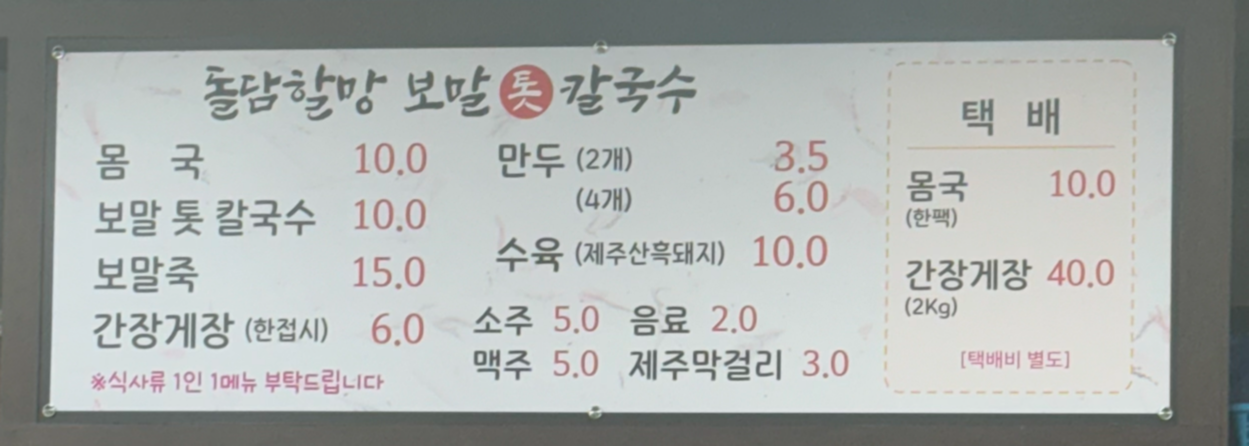 돌담할망 보말 톳 칼국수
몸 국 10.0
보말 톳 칼국수 10.0
보말죽 15.0
간장게장 (한접시) 6.0
※식사류 1인 1메뉴 부탁드립니다
만두 (2개) 3.5
(4개) 6.0
수육 (제주산흑돼지) 10.0
소주 5.0 음료 2.0
맥주 5.0 제주막걸리 3.0
택 배
몸국 10.0
(한팩)
간장게장 40.0
(2Kg)
[택배비 별도]